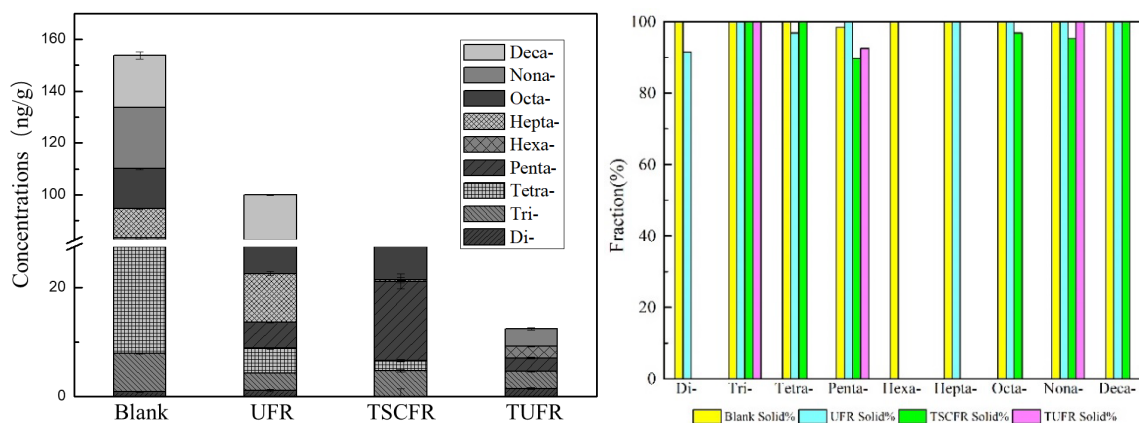 Concentrations (ng/g)
160
140
120
100
80
20
0
Deca-
Nona-
Octa-
Hepta-
Hexa-
Penta-
Tetra-
Tri-
Di-
Blank UFR TSCFR TUFR
Fraction(%)
100
80
60
40
20
0
Di- Tri- Tetra- Penta- Hexa- Hepta- Octa- Nona- Deca-
Blank Solid% UFR Solid% TSCFR Solid% TUFR Solid%